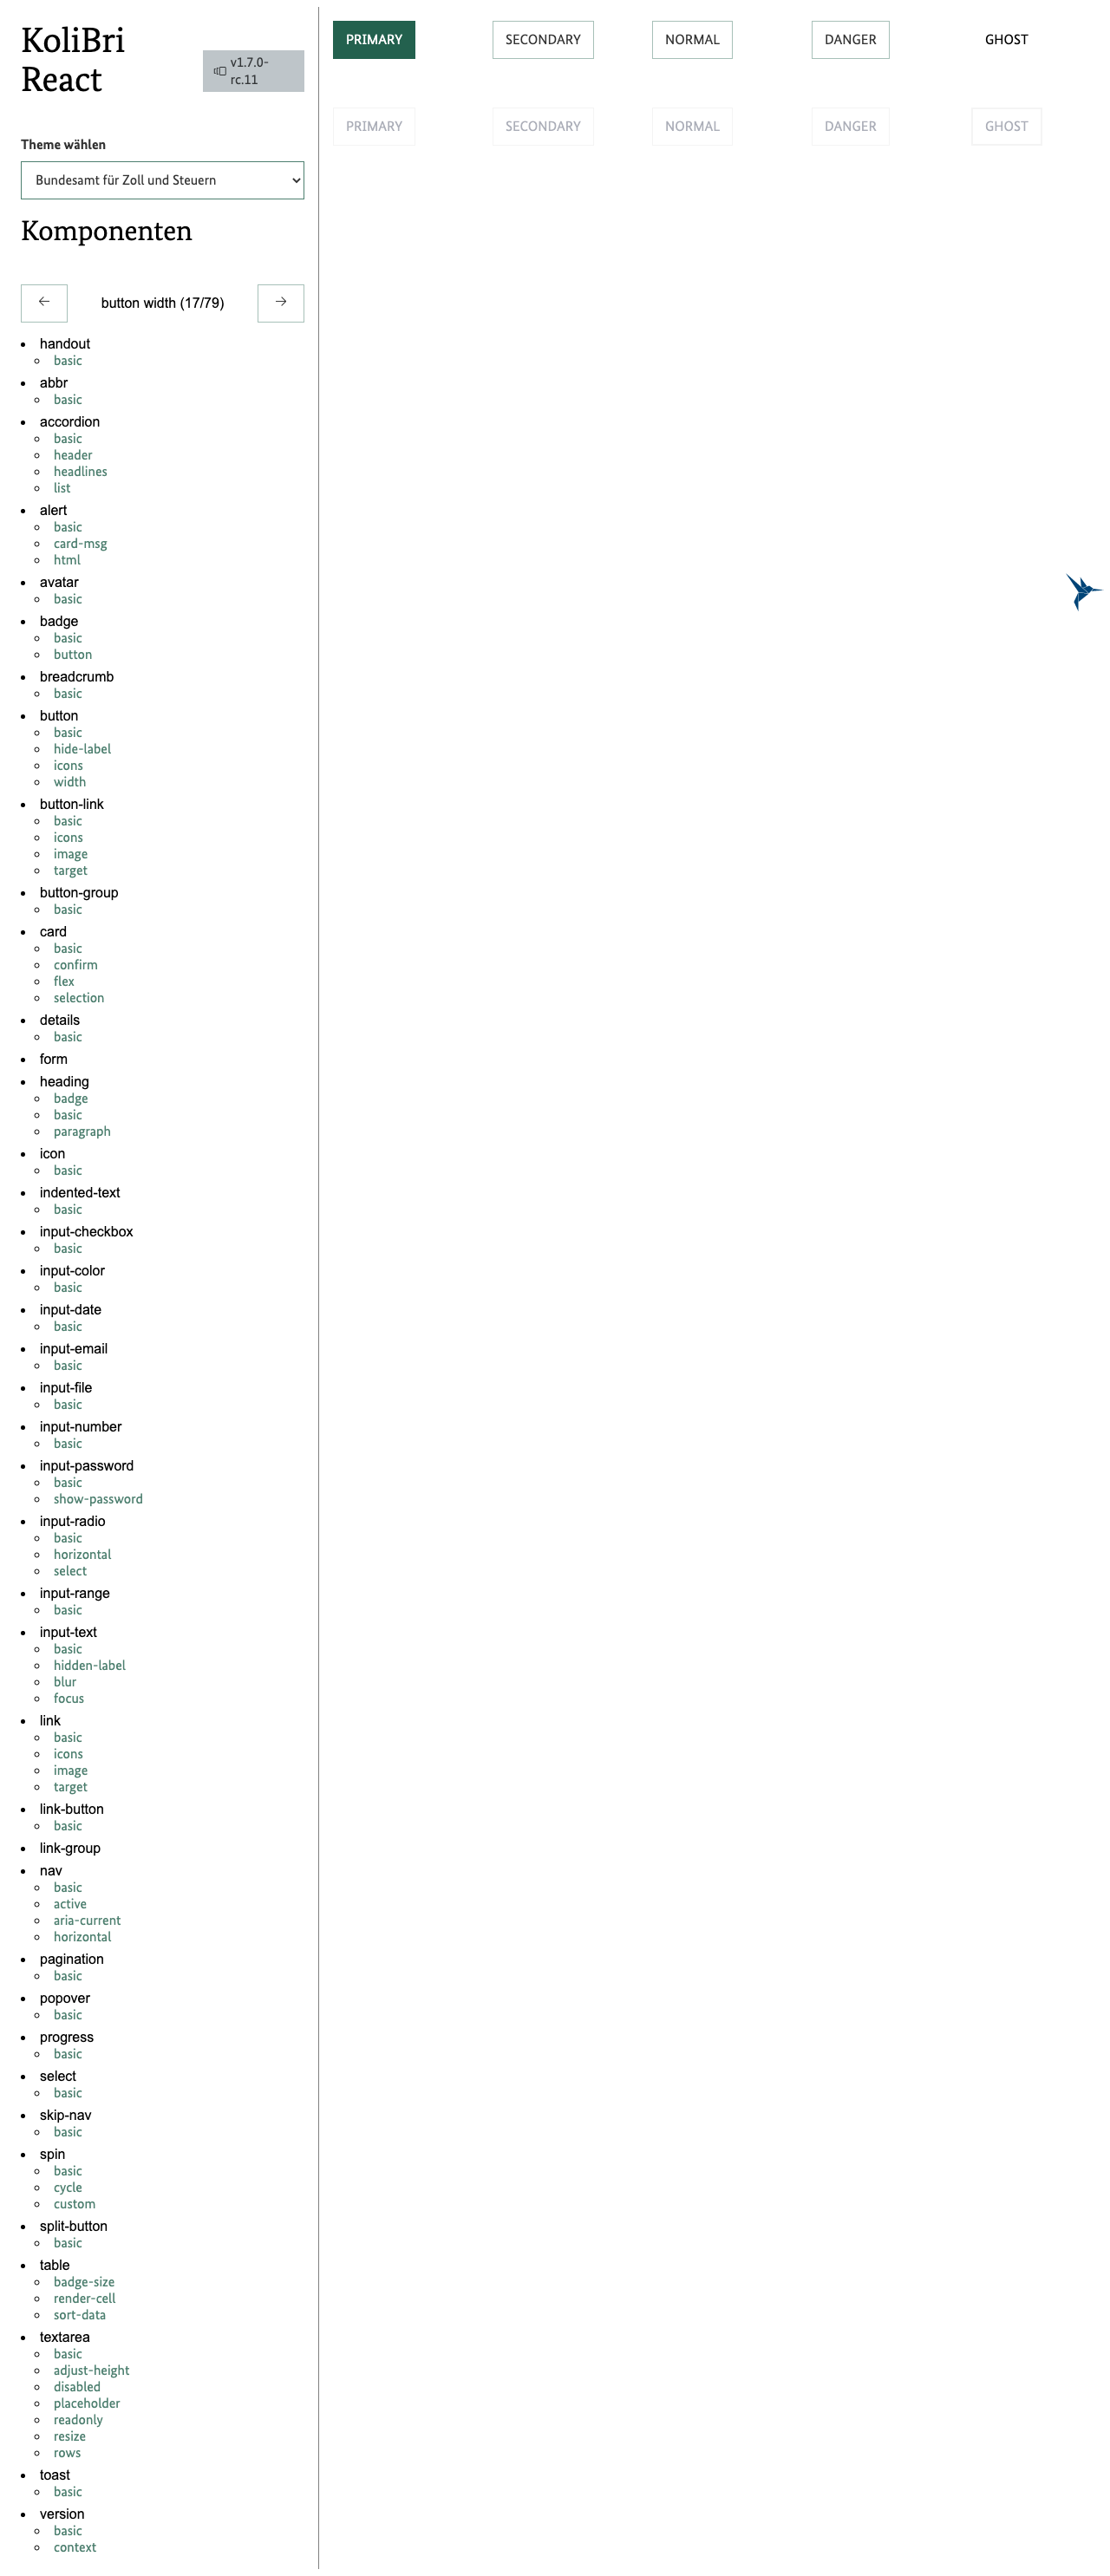 KoliBri
React
v1.7.0-
rc.11
Theme wählen
Bundesamt für Zoll und Steuern
Komponenten
button width (17/79)
handout
basic
abbr
basic
accordion
basic
header
headlines
list
alert
basic
card-msg
html
avatar
basic
badge
basic
button
breadcrumb
basic
button
basic
hide-label
icons
width
button-link
basic
icons
image
target
button-group
basic
card
basic
confirm
flex
selection
details
basic
form
heading
badge
basic
paragraph
icon
basic
indented-text
basic
input-checkbox
basic
input-color
basic
input-date
basic
input-email
basic
input-file
basic
input-number
basic
input-password
basic
show-password
input-radio
basic
horizontal
select
input-range
basic
input-text
basic
hidden-label
blur
focus
link
basic
icons
image
target
link-button
basic
link-group
nav
basic
active
aria-current
horizontal
pagination
basic
popover
basic
progress
basic
select
basic
skip-nav
basic
spin
basic
cycle
custom
split-button
basic
table
badge-size
render-cell
sort-data
textarea
basic
adjust-height
disabled
placeholder
readonly
resize
rows
toast
basic
version
basic
context
PRIMARY SECONDARY NORMAL DANGER GHOST
PRIMARY SECONDARY NORMAL DANGER GHOST